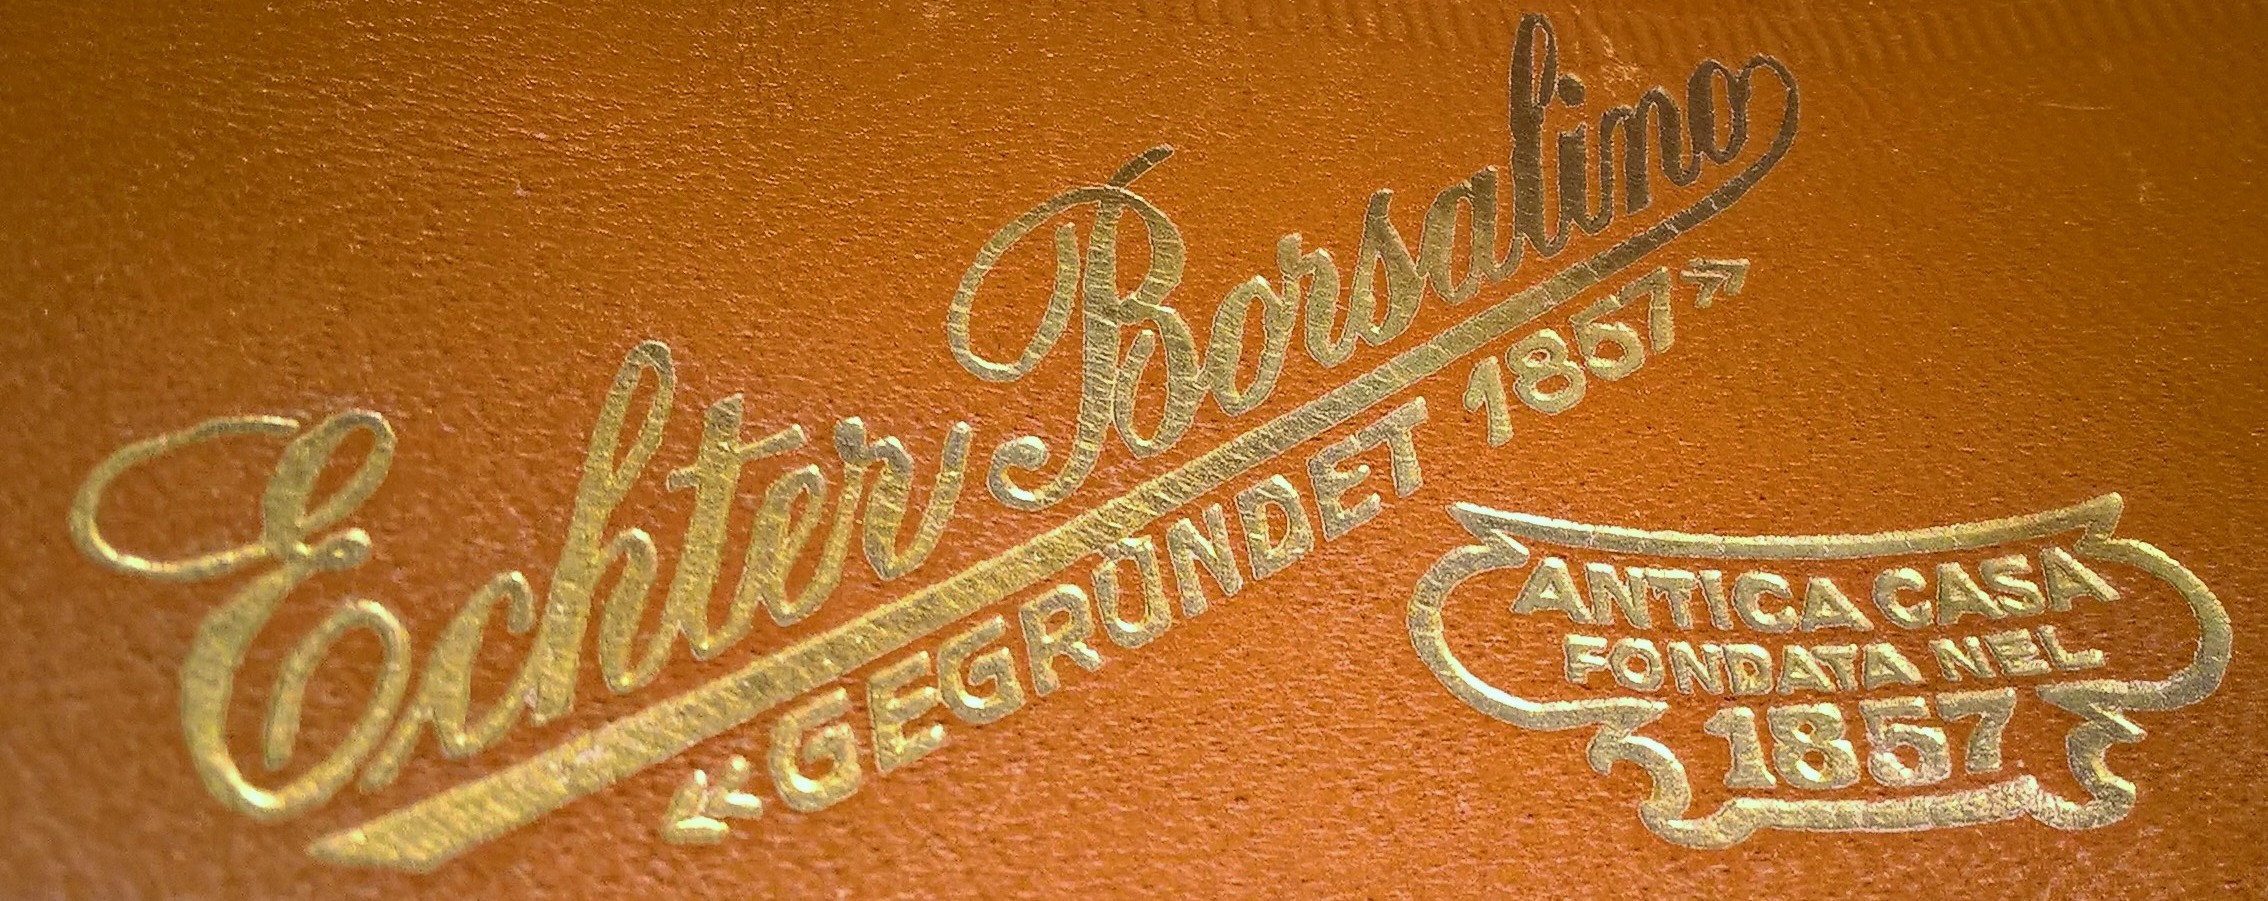 Echter Borsalino
«GEGRÜNDET 1857»
ANTICA CASA
FONDATA NEL
1857